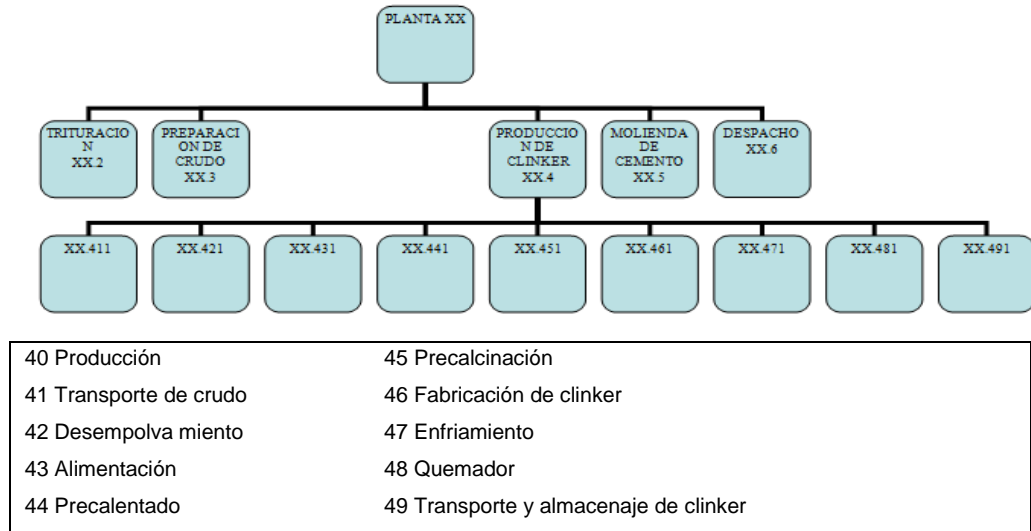 PLANTA XX
TRITURACIO
N
XX.2
PREPARACI
ON DE
CRUDO
XX.3
PRODUCCIO
N DE
CLINKER
XX.4
MOLIENDA
DE
CEMENTO
XX.5
DESPACHO
XX.6
XX.411
XX.421
XX.431
XX.441
XX.451
XX.461
XX.471
XX.481
XX.491
40 Producción
45 Precalcinación
41 Transporte de crudo
46 Fabricación de clinker
42 Desempolva miento
47 Enfriamiento
43 Alimentación
48 Quemador
44 Precalentado
49 Transporte y almacenaje de clinker